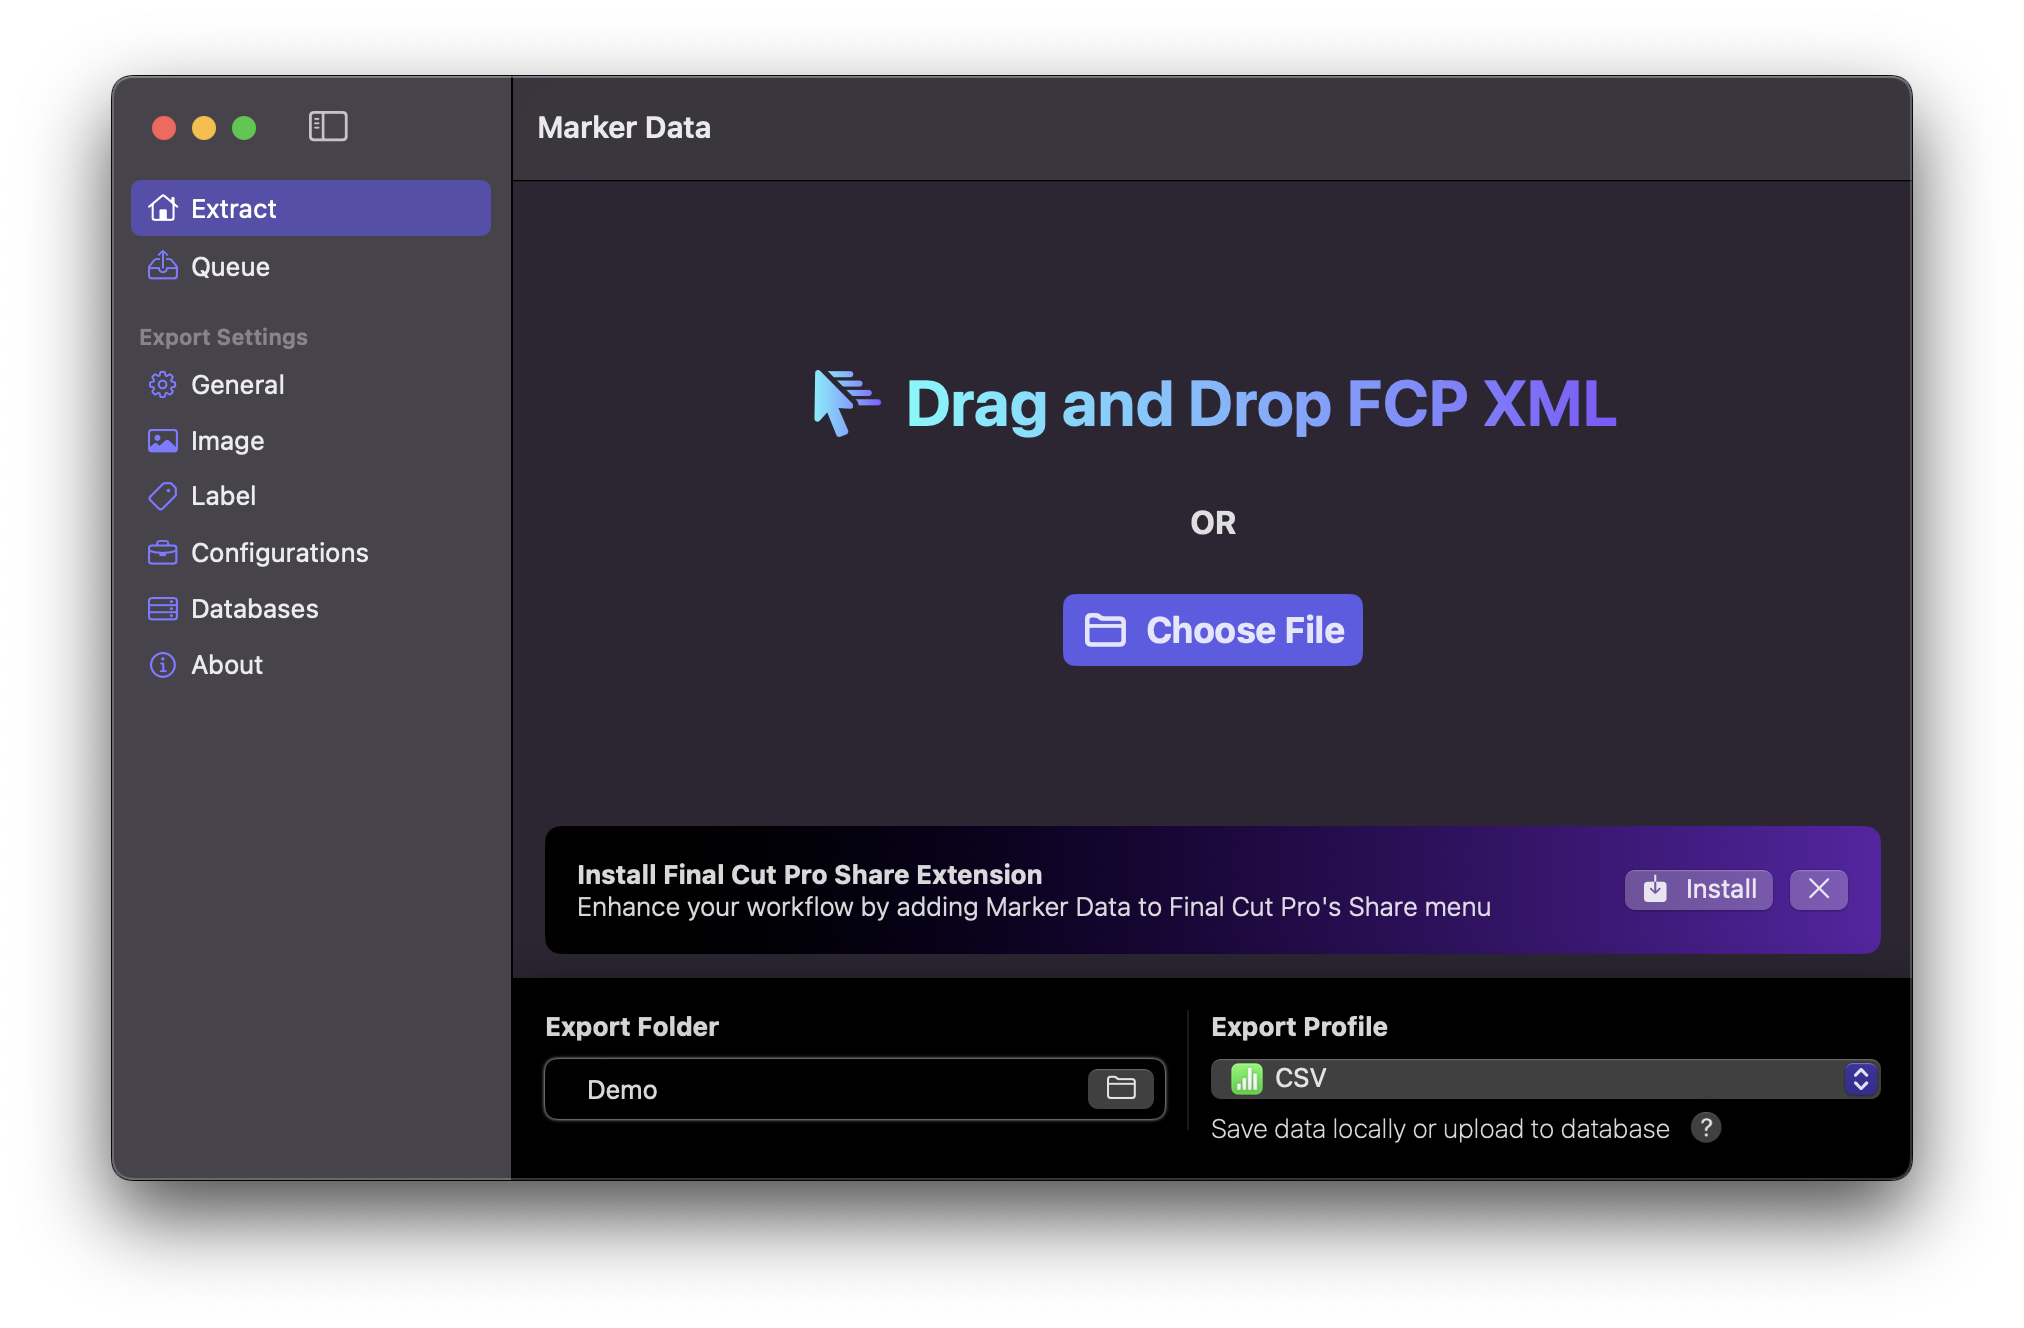 Marker Data
Extract
Queue
Export Settings
General
Image
Label
Configurations
Databases
About
Drag and Drop FCP XML
OR
Choose File
Install Final Cut Pro Share Extension
Enhance your workflow by adding Marker Data to Final Cut Pro's Share menu
Install
Export Folder
Demo
Export Profile
CSV
Save data locally or upload to database ?